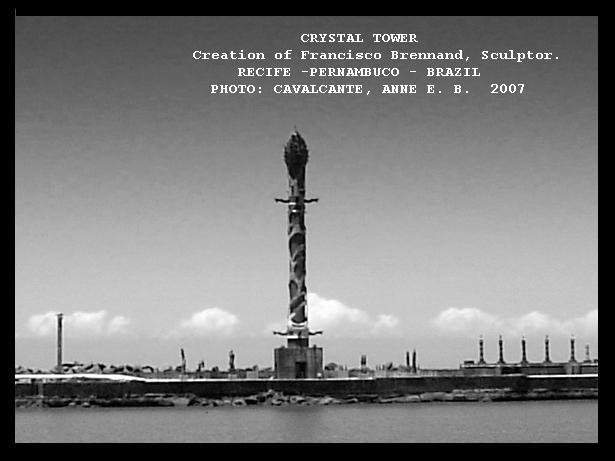 CRYSTAL TOWER
Creation of Francisco Brennand, Sculptor.
RECIFE -PERNAMBUCO - BRAZIL
PHOTO: CAVALCANTE, ANNE E. B. 2007